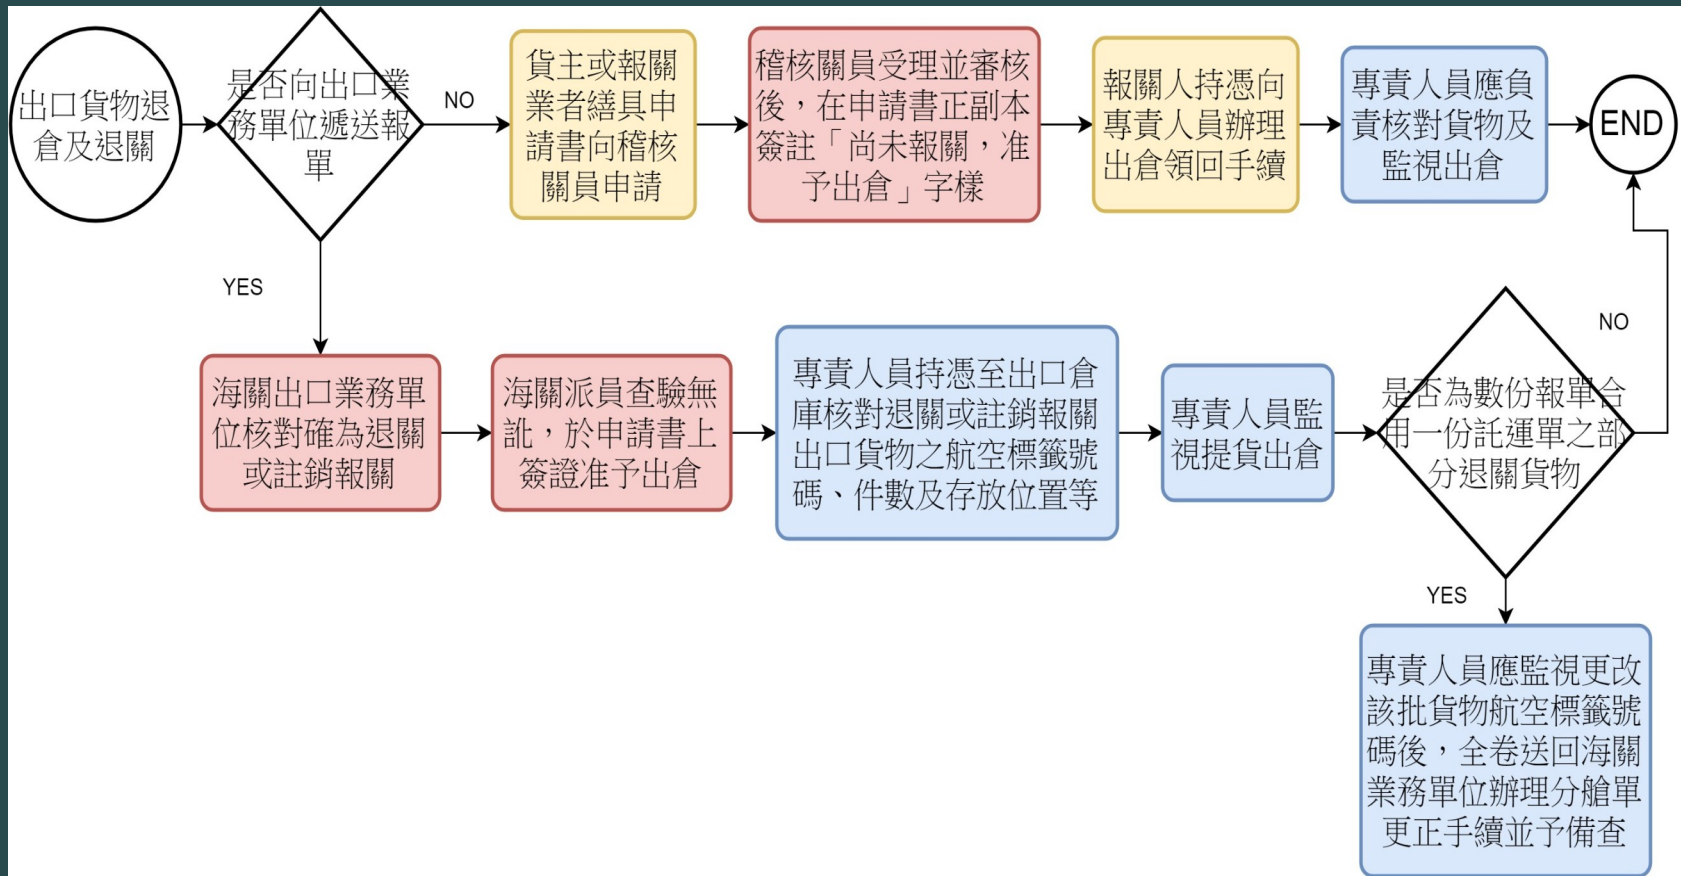 出口貨物退
倉及退關
是否向出口業
務單位遞送報
單
NO
貨主或報關
業者繕具申
請書向稽核
關員申請
稽核關員受理並審核
後，在申請書正副本
簽註「尚未報關，准
予出倉」字樣
報關人持憑向
專責人員辦理
出倉領回手續
專責人員應負
責核對貨物及
監視出倉
END
YES
海關出口業務單
位核對確為退關
或註銷報關
海關派員查驗無
訛，於申請書上
簽證准予出倉
專責人員持憑至出口倉
庫核對退關或註銷報關
出口貨物之航空標籤號
碼、件數及存放位置等
專責人員監
視提貨出倉
是否為數份報單合
用一份託運單之部
分退關貨物
NO
YES
專責人員應監視更改
該批貨物航空標籤號
碼後，全卷送回海關
業務單位辦理分艙單
更正手續並予備查